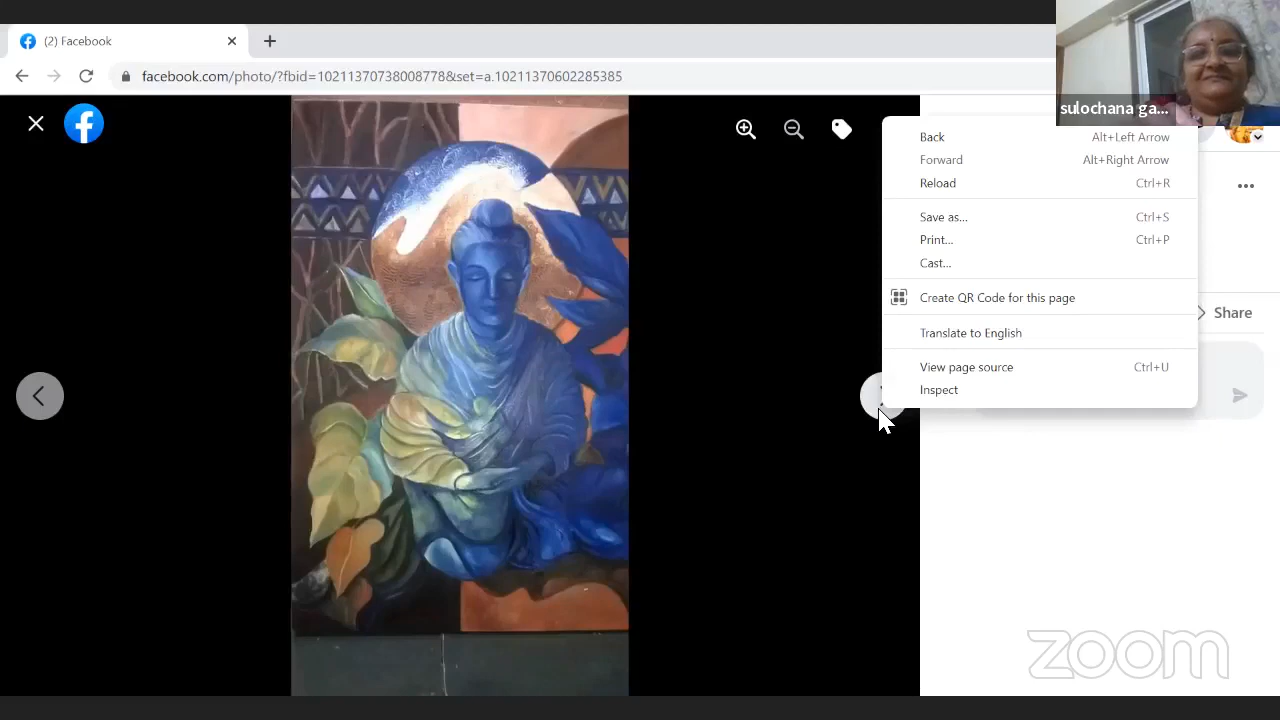 (2) Facebook
facebook.com/photo/?fbid=10211370738008778&set=a.10211370602285385
sulochana ga...
Back Alt+Left Arrow
Forward Alt+Right Arrow
Reload Ctrl+R
Save as... Ctrl+S
Print... Ctrl+P
Cast...
Create QR Code for this page
Share
Translate to English
View page source Ctrl+U
Inspect
zoom